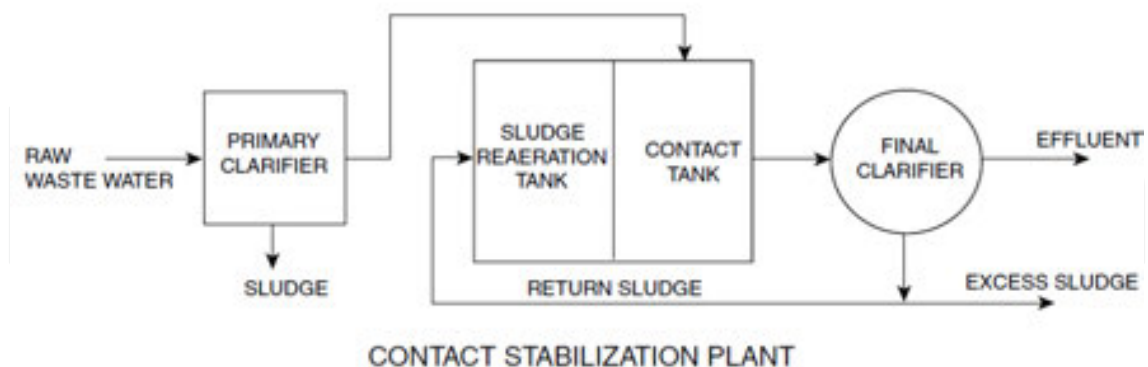 RAW
WASTE WATER
PRIMARY
CLARIFIER
SLUDGE
SLUDGE
REAERATION
TANK
CONTACT
TANK
FINAL
CLARIFIER
EFFLUENT
RETURN SLUDGE
EXCESS SLUDGE
CONTACT STABILIZATION PLANT